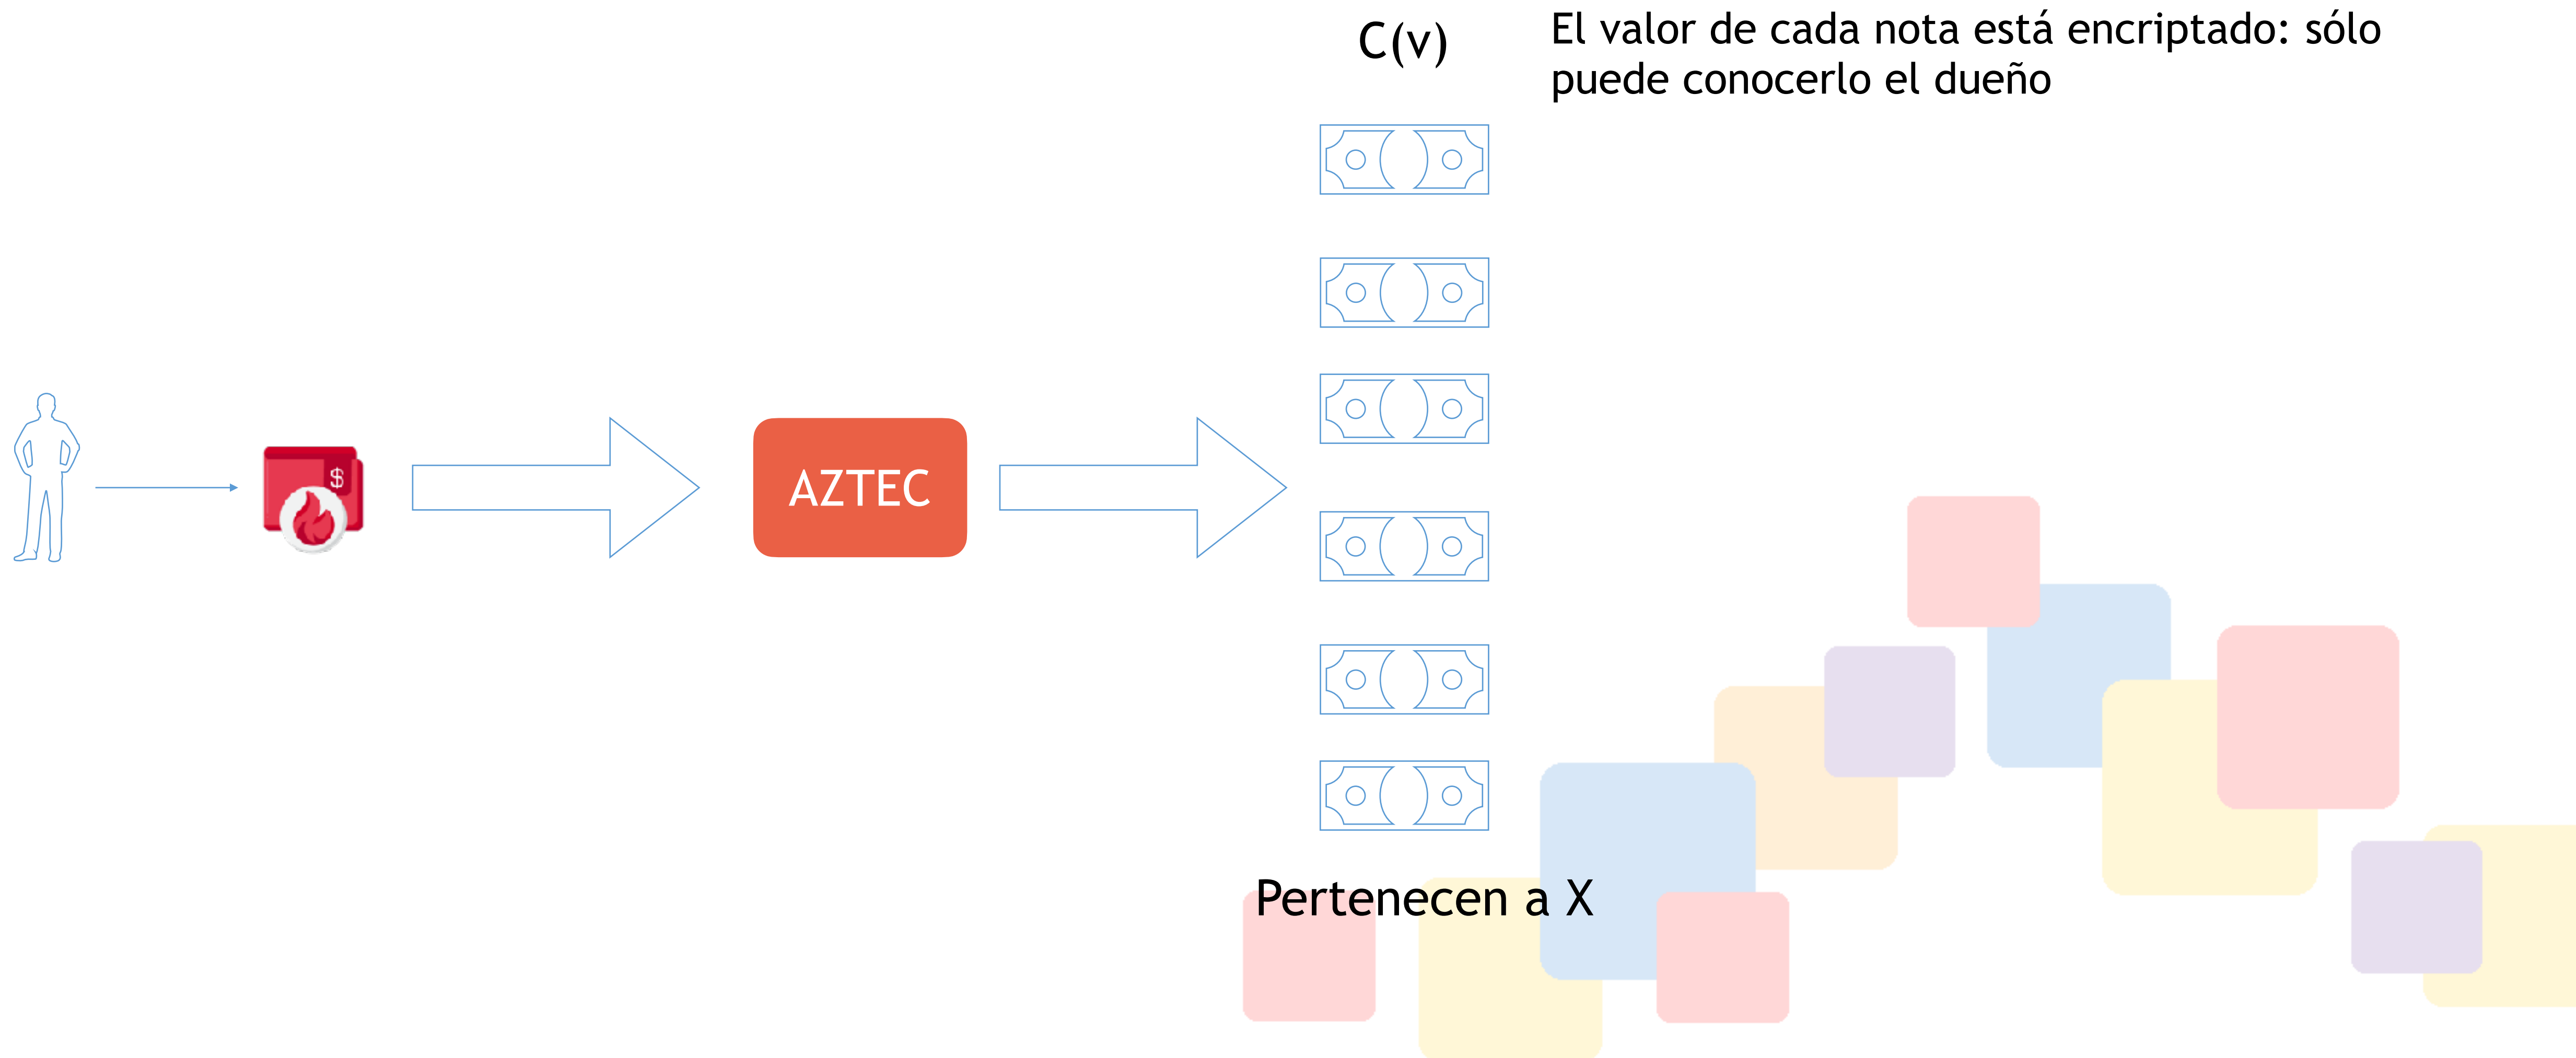 C(v)
El valor de cada nota está encriptado: sólo
puede conocerlo el dueño
$
AZTEC
Pertenecen a X